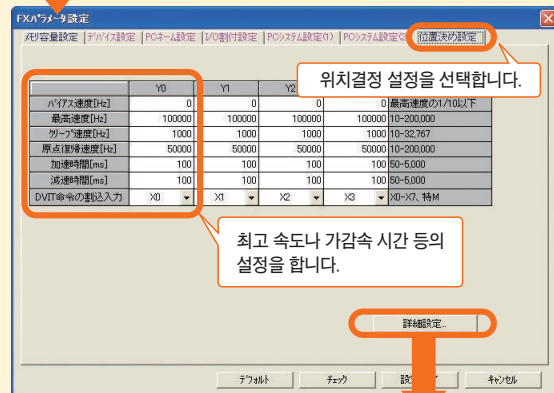 FXパラメータ設定
メモリ容量設定 デバイス設定 PCネーム設定 I/O割付設定 PCシステム設定(1) PCシステム設定(2) 位置決め設定
위치결정 설정을 선택합니다.
Y0 Y1 Y2
バイアス速度[Hz] 0 0 0 0 最高速度の1/10以下
最高速度[Hz] 100000 100000 100000 100000 10-200,000
クリープ速度[Hz] 1000 1000 1000 1000 10-32,767
原点復帰速度[Hz] 50000 50000 50000 50000 10-200,000
加速時間[ms] 100 100 100 100 50-5,000
減速時間[ms] 100 100 100 100 50-5,000
DVIT命令の割込入力 X0 X1 X2 X3 X0-X7、特M
최고 속도나 가감속 시간 등의
설정을 합니다.
詳細設定...
デフォルト チェック 設定 キャンセル